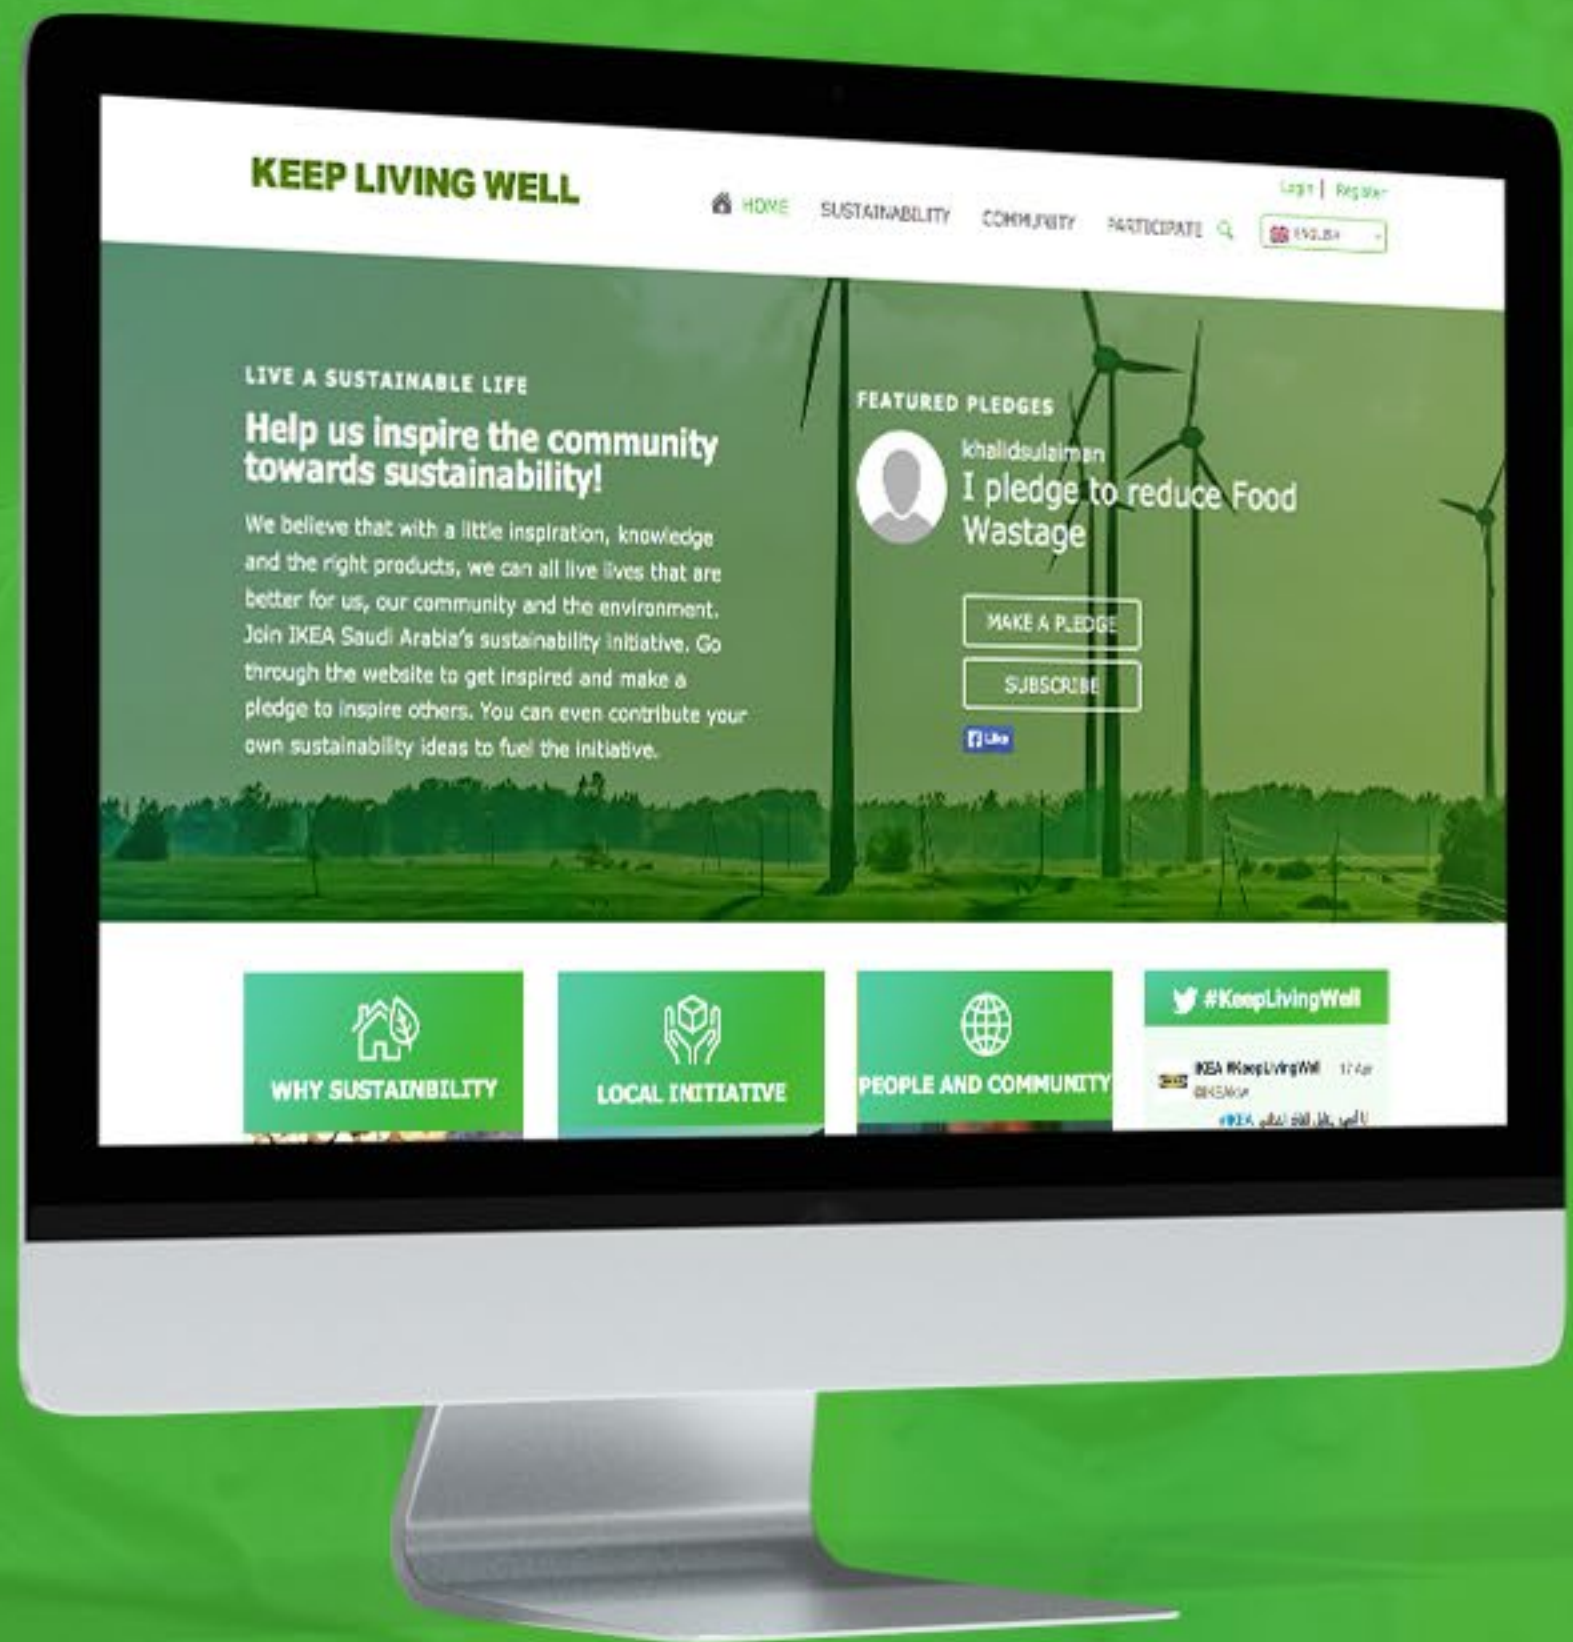 KEEP LIVING WELL
HOME
SUSTAINABILITY
COMMUNITY
PARTICIPATE
Login | Register
ENGLISH
LIVE A SUSTAINABLE LIFE
Help us inspire the community
towards sustainability!
We believe that with a little inspiration, knowledge
and the right products, we can all live lives that are
better for us, our community and the environment.
Join IKEA Saudi Arabia's sustainability initiative. Go
through the website to get inspired and make a
pledge to inspire others. You can even contribute your
own sustainability ideas to fuel the initiative.
FEATURED PLEDGES
khalidsulaiman
I pledge to reduce Food
Wastage
MAKE A PLEDGE
SUBSCRIBE
Like
WHY SUSTAINBILITY
LOCAL INITIATIVE
PEOPLE AND COMMUNITY
#KeepLivingWell
IKEA #KeepLivingWell 17 Apr
#IKEA